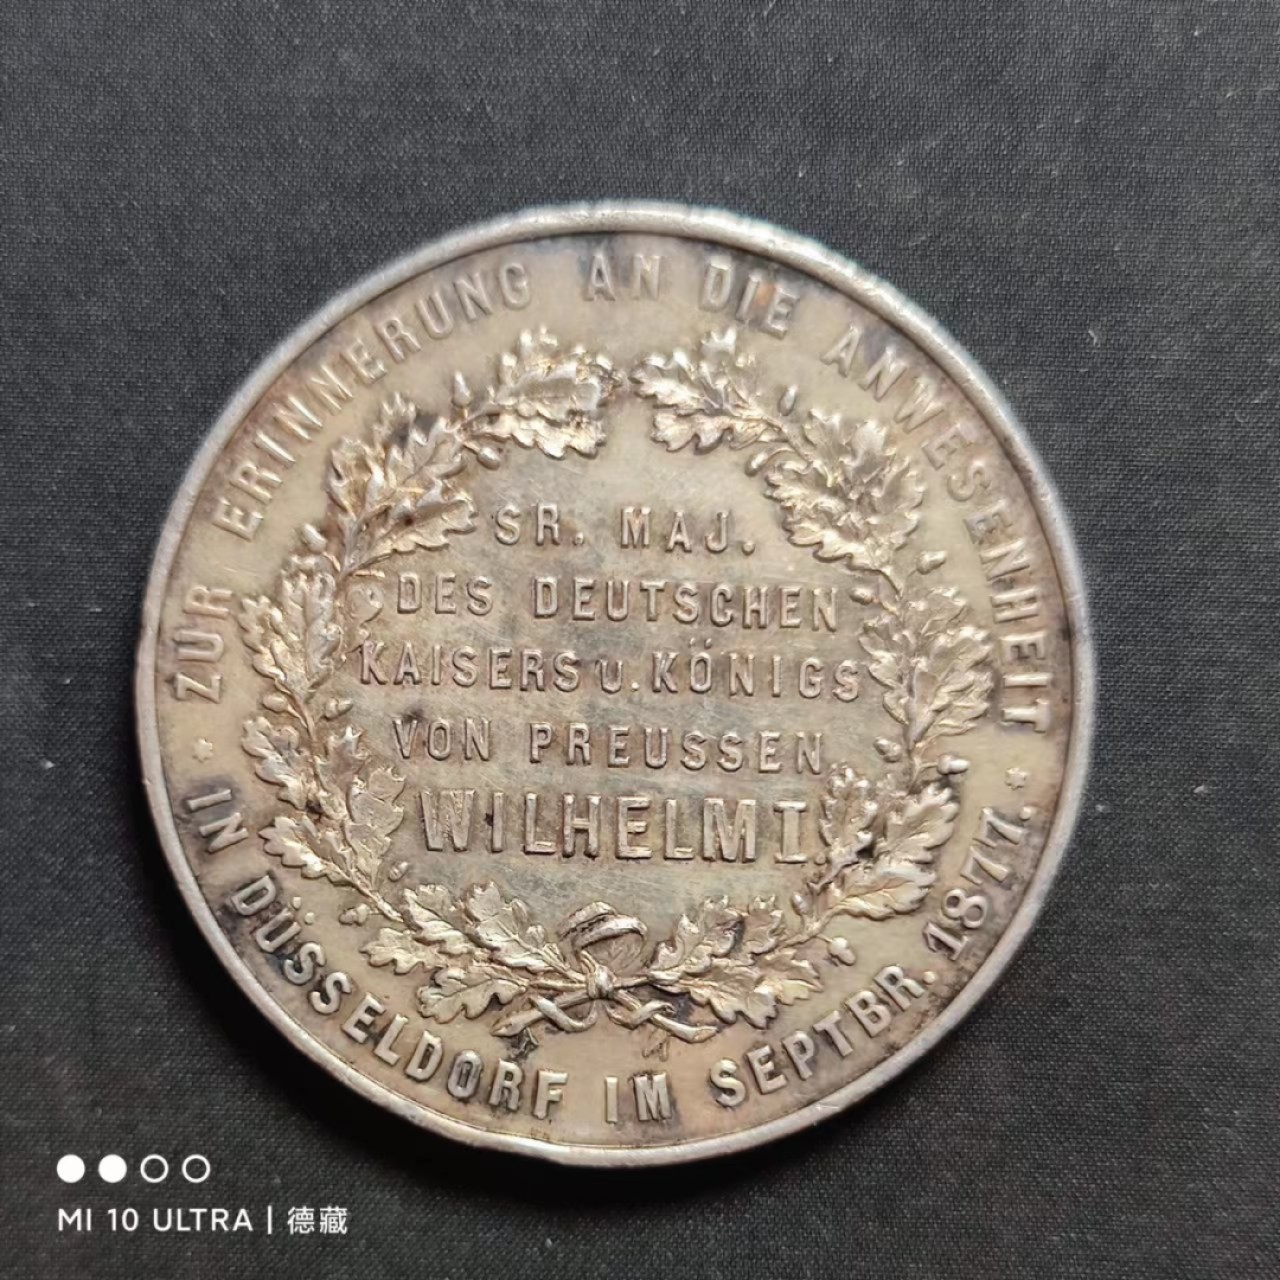 ZUR ERINNERUNG AN DIE ANWESENHEIT
SR. MAJ.
DES DEUTSCHEN
KAISERS U. KÖNIGS
VON PREUSSEN
WILHELM I.
* IN DÜSSELDORF IM SEPTBR. 1877. *
MI 10 ULTRA | 德藏